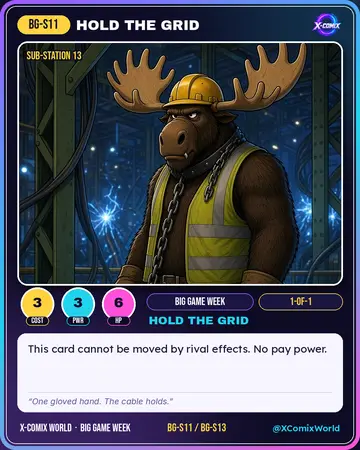 BG-S11
HOLD THE GRID
X-COMIX
SUB-STATION 13
3
COST
3
PWR
6
HP
BIG GAME WEEK
1-OF-1
HOLD THE GRID
This card cannot be moved by rival effects. No pay power.
"One gloved hand. The cable holds."
X-COMIX WORLD · BIG GAME WEEK
BG-S11 / BG-S13
@XComixWorld